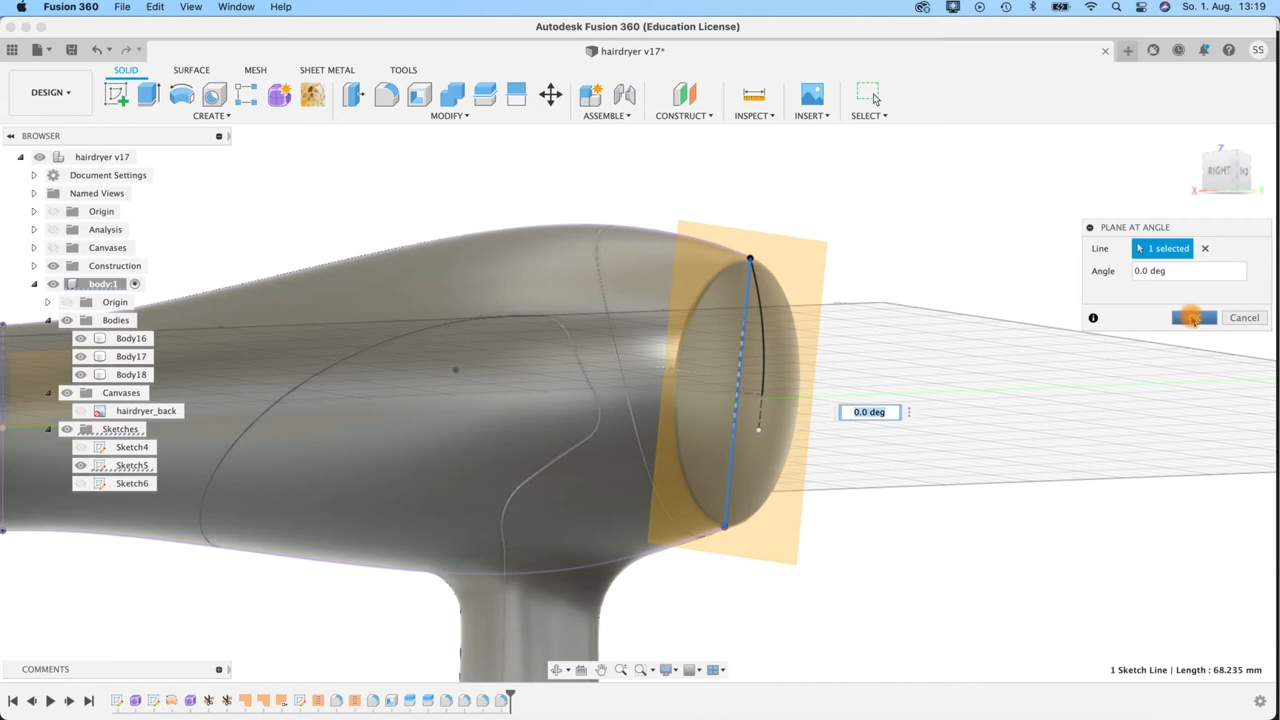 Fusion 360 File Edit View Window Help So. 1. Aug. 13:19
Autodesk Fusion 360 (Education License)
hairdryer v17* SS
SOLID SURFACE MESH SHEET METAL TOOLS
DESIGN
CREATE MODIFY ASSEMBLE CONSTRUCT INSPECT INSERT SELECT
BROWSER
hairdryer v17
Document Settings
Named Views
Origin
Analysis
Canvases
Construction
body:1
Origin
Bodies
Body16
Body17
Body18
Canvases
hairdryer_back
Sketches
Sketch4
Sketch5
Sketch6
Z
RIGHT
X Y
PLANE AT ANGLE
Line 1 selected
Angle 0.0 deg
Cancel
0.0 deg
COMMENTS
1 Sketch Line | Length : 68.235 mm